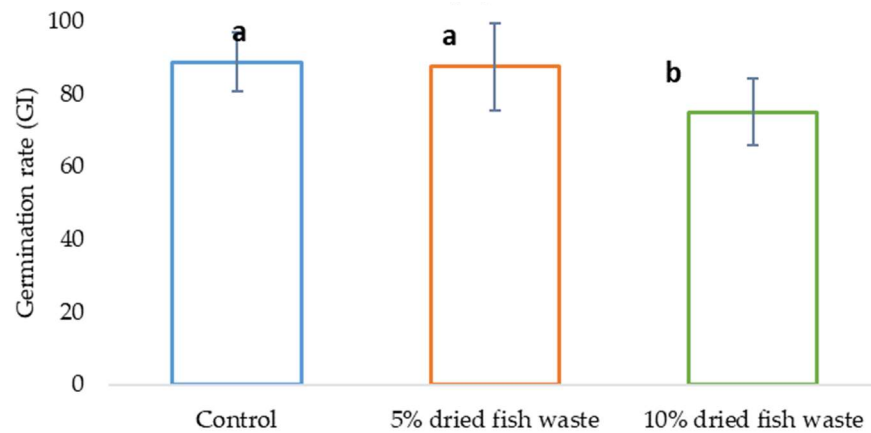 100
80
60
40
20
0
Germination rate (GI)
a
a
b
Control
5% dried fish waste
10% dried fish waste